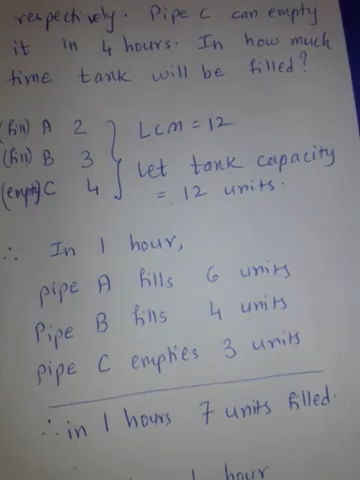 respectively. Pipe C can empty
it in 4 hours. In how much
time tank will be filled?
(fill) A 2
(fill) B 3
(empty) C 4
LCM = 12
Let tank capacity
= 12 units.
∴ In 1 hour,
pipe A fills 6 units
Pipe B fills 4 units
pipe C empties 3 units
∴ in 1 hours 7 units filled.
1 hour